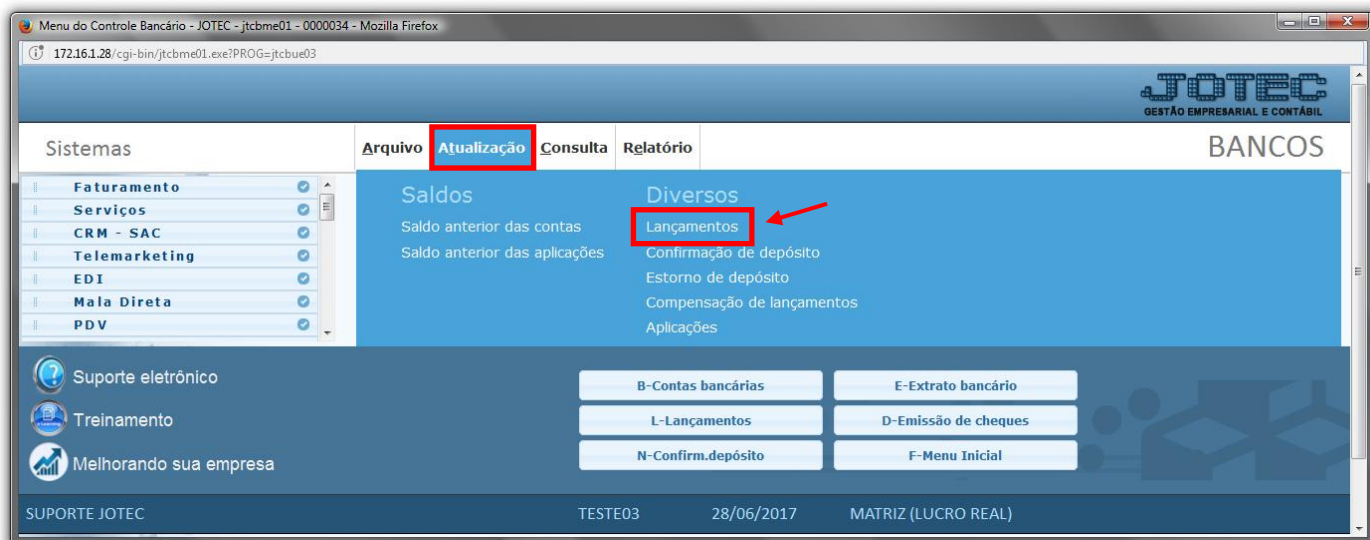 Menu do Controle Bancário - JOTEC - jtcbme01 - 0000034 - Mozilla Firefox
172.16.1.28/cgi-bin/jtcbme01.exe?PROG=jtcbue03
JOTEC
GESTÃO EMPRESARIAL E CONTÁBIL
Sistemas
Arquivo Atualização Consulta Relatório
BANCOS
Faturamento
Serviços
CRM - SAC
Telemarketing
EDI
Mala Direta
PDV
Saldos
Saldo anterior das contas
Saldo anterior das aplicações
Diversos
Lançamentos
Confirmação de depósito
Estorno de depósito
Compensação de lançamentos
Aplicações
Suporte eletrônico
Treinamento
Melhorando sua empresa
B-Contas bancárias
E-Extrato bancário
L-Lançamentos
D-Emissão de cheques
N-Confirm.depósito
F-Menu Inicial
SUPORTE JOTEC TESTE03 28/06/2017 MATRIZ (LUCRO REAL)